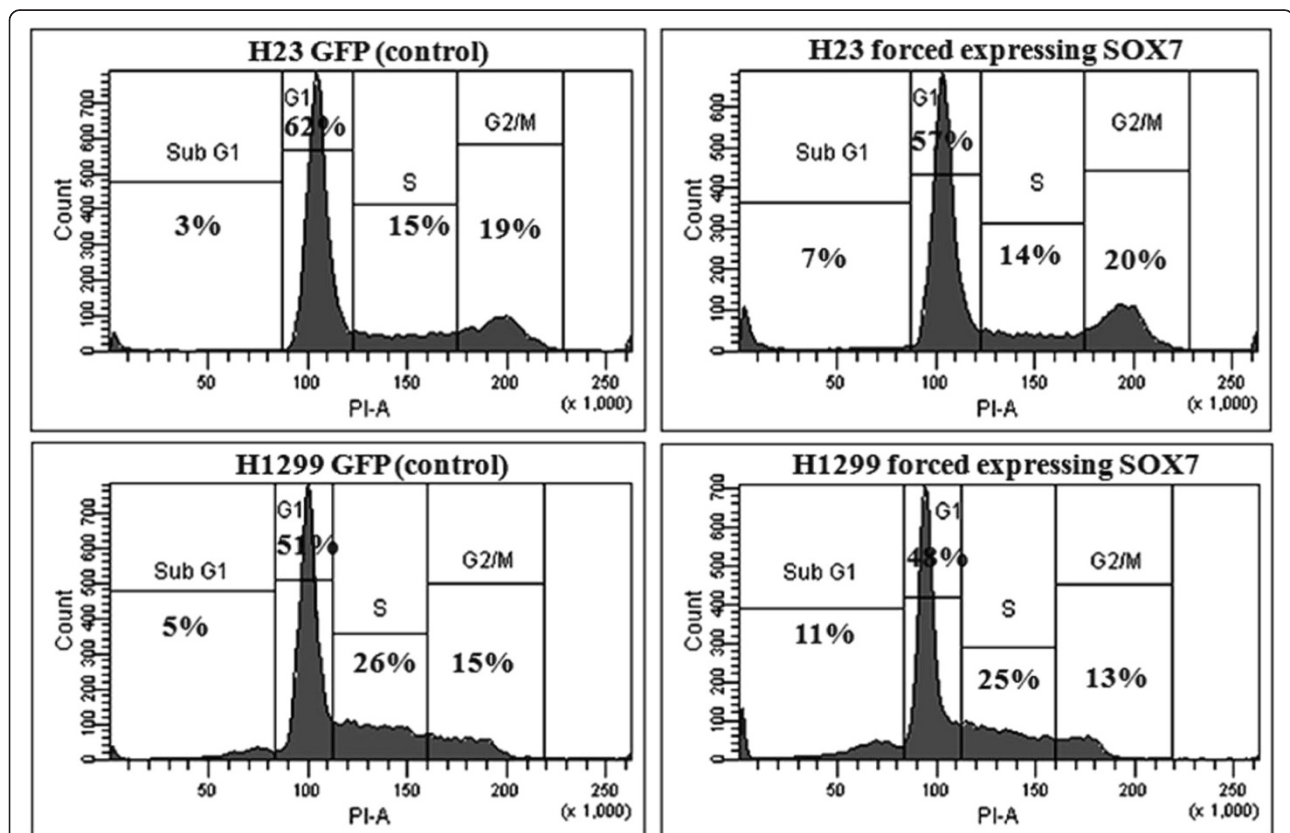 H23 GFP (control)
G1
62%
G2/M
Sub G1
S
3%
15%
19%
Count
0 100 200 300 400 500 600 700
50 100 150 200 250
PI-A
(x 1,000)
H23 forced expressing SOX7
G1
57%
G2/M
Sub G1
S
7%
14%
20%
Count
0 100 200 300 400 500 600
50 100 150 200 250
PI-A
(x 1,000)
H1299 GFP (control)
G1
51%
G2/M
Sub G1
S
5%
26%
15%
Count
0 100 200 300 400 500 600 700
50 100 150 200 250
PI-A
(x 1,000)
H1299 forced expressing SOX7
G1
48%
G2/M
Sub G1
S
11%
25%
13%
Count
0 100 200 300 400 500 600 700
50 100 150 200 250
PI-A
(x 1,000)